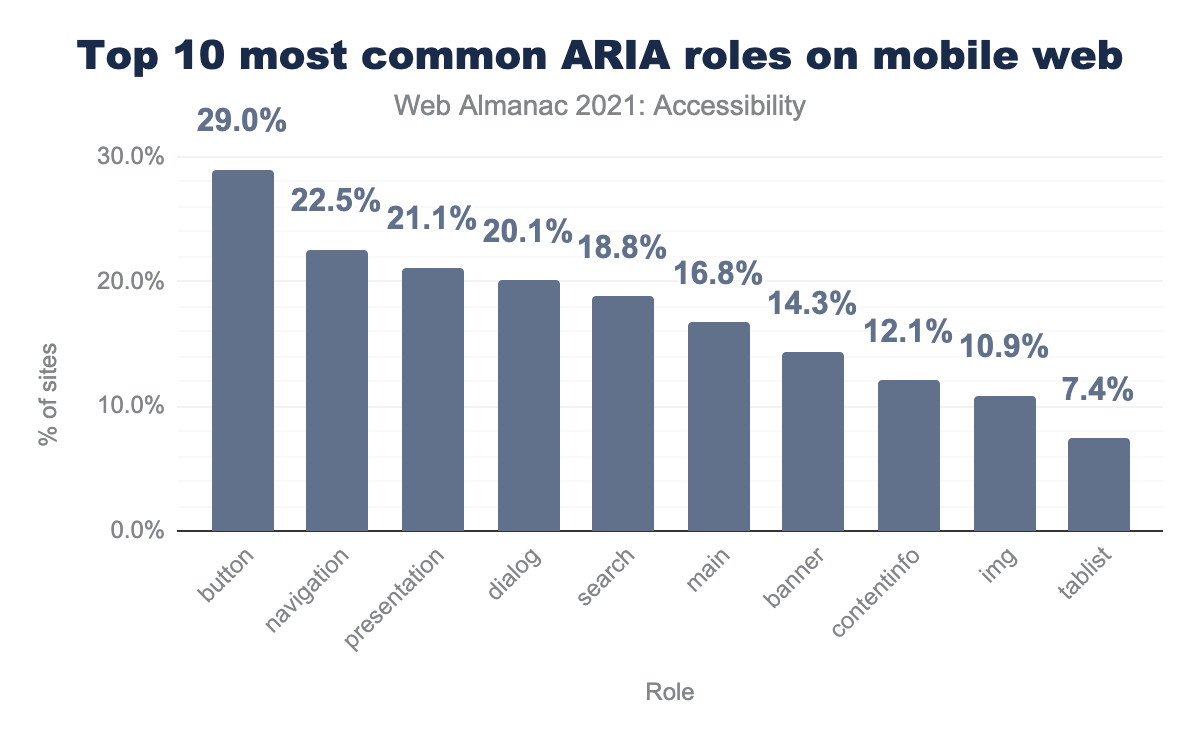 Top 10 most common ARIA roles on mobile web
Web Almanac 2021: Accessibility
29.0%
22.5%
21.1%
20.1%
18.8%
16.8%
14.3%
12.1%
10.9%
7.4%
30.0%
20.0%
10.0%
0.0%
% of sites
button
navigation
presentation
dialog
search
main
banner
contentinfo
img
tablist
Role